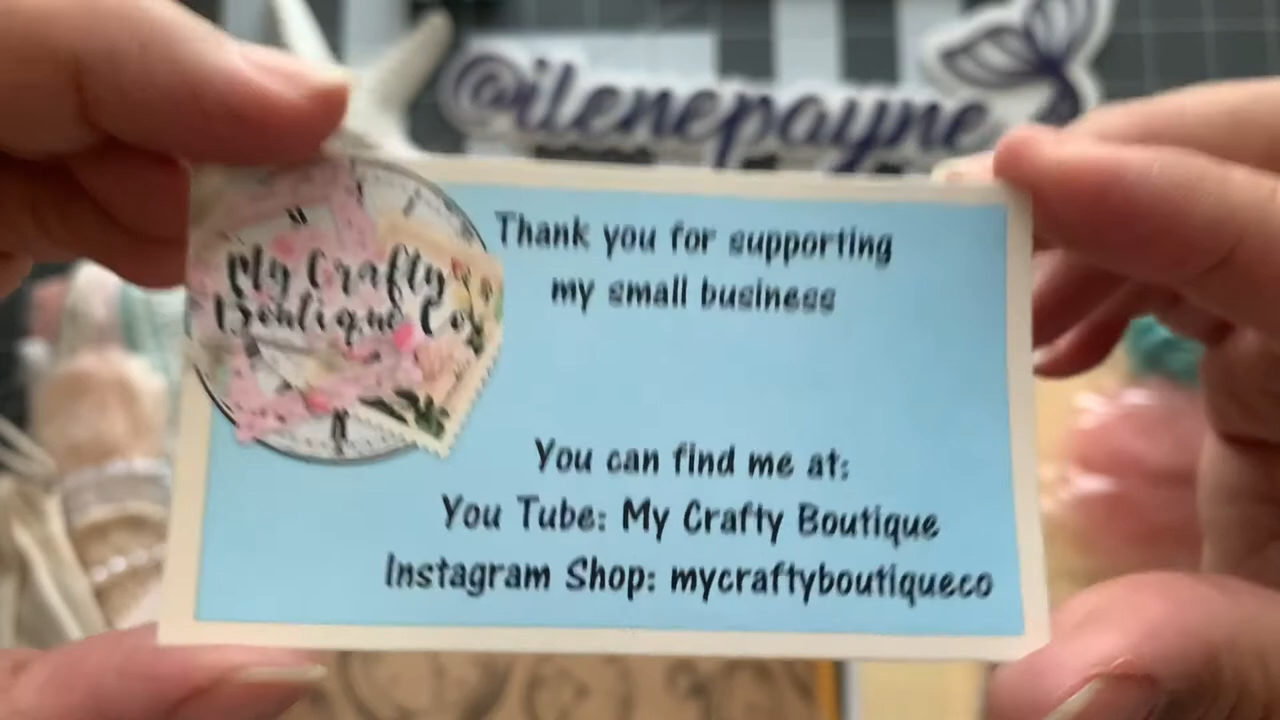 @ilenepayne
My Crafty
Boutique Co
Thank you for supporting
my small business
You can find me at:
You Tube: My Crafty Boutique
Instagram Shop: mycraftyboutiqueco